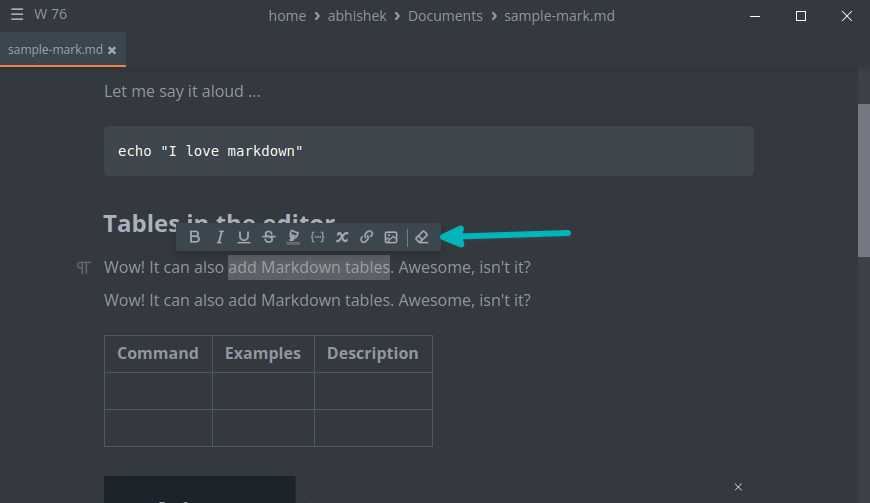 W 76
home > abhishek > Documents > sample-mark.md
sample-mark.md
Let me say it aloud ...
echo "I love markdown"
Tables in the editor
B I U S
Wow! It can also add Markdown tables. Awesome, isn't it?
Wow! It can also add Markdown tables. Awesome, isn't it?
Command Examples Description